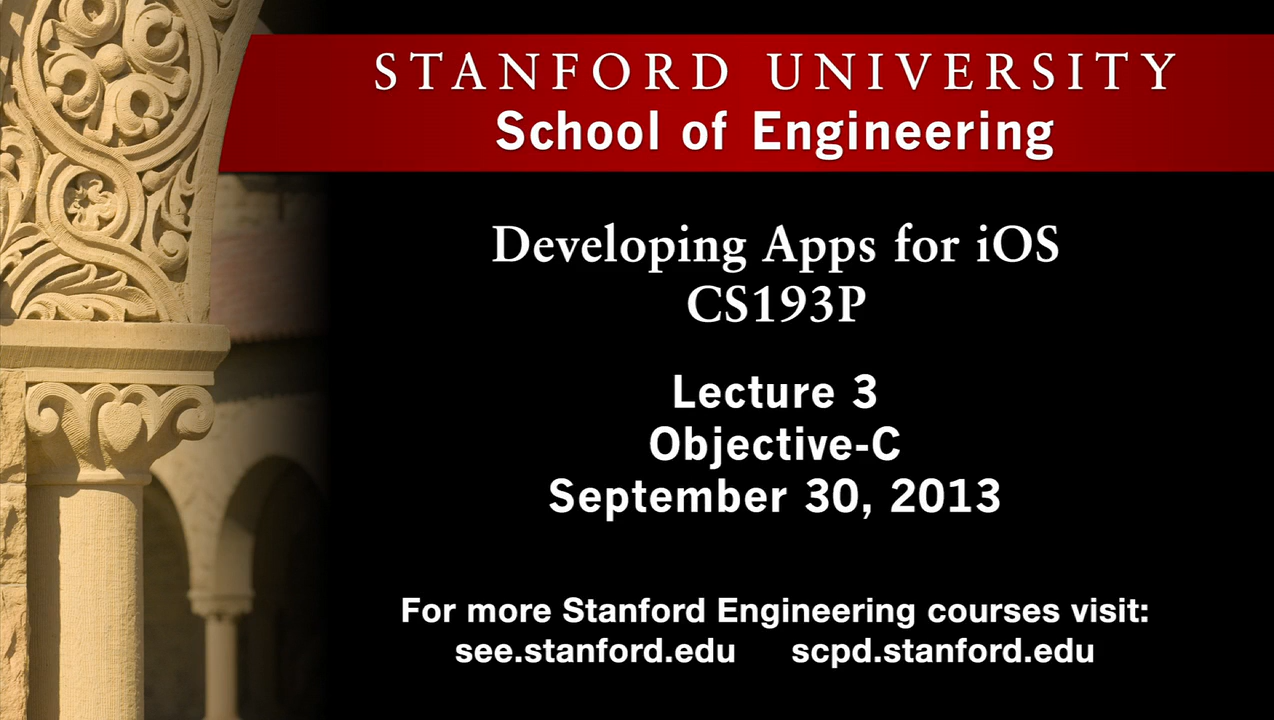 STANFORD UNIVERSITY
School of Engineering
Developing Apps for iOS
CS193P
Lecture 3
Objective-C
September 30, 2013
For more Stanford Engineering courses visit:
see.stanford.edu scpd.stanford.edu